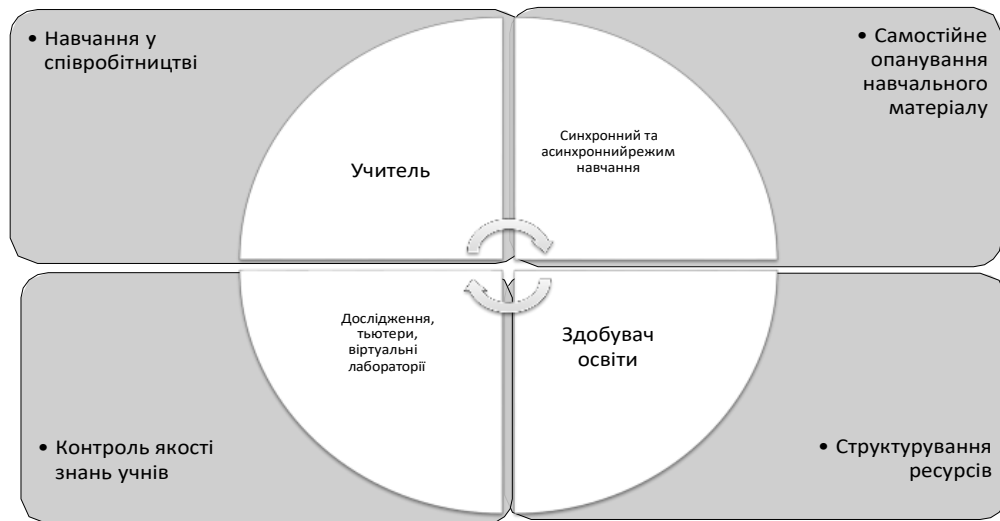 • Навчання у
співробітництві
• Самостійне
опанування
навчального
матеріалу
Учитель
Синхронний та
асинхроннийрежим
навчання
Дослідження,
тьютери,
віртуальні
лабораторії
Здобувач
освіти
• Контроль якості
знань учнів
• Структурування
ресурсів